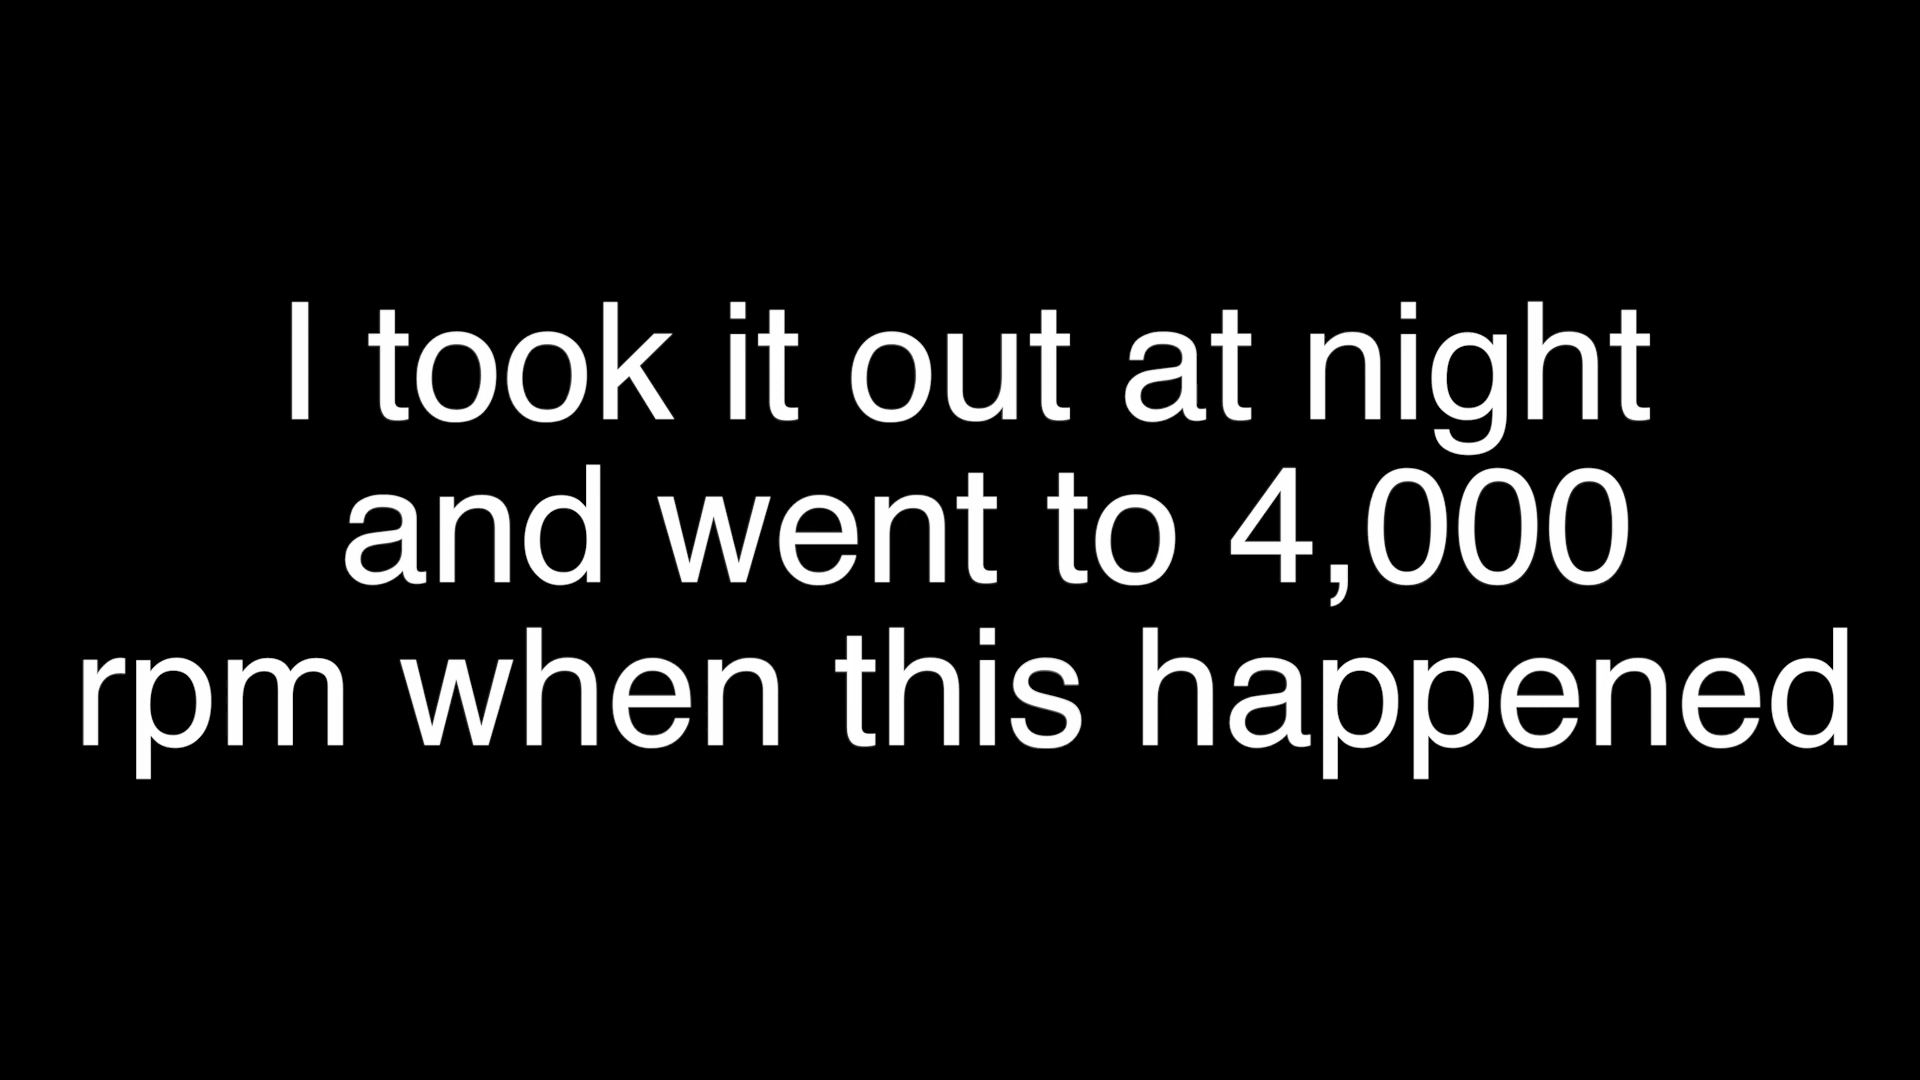 I took it out at night
and went to 4,000
rpm when this happened